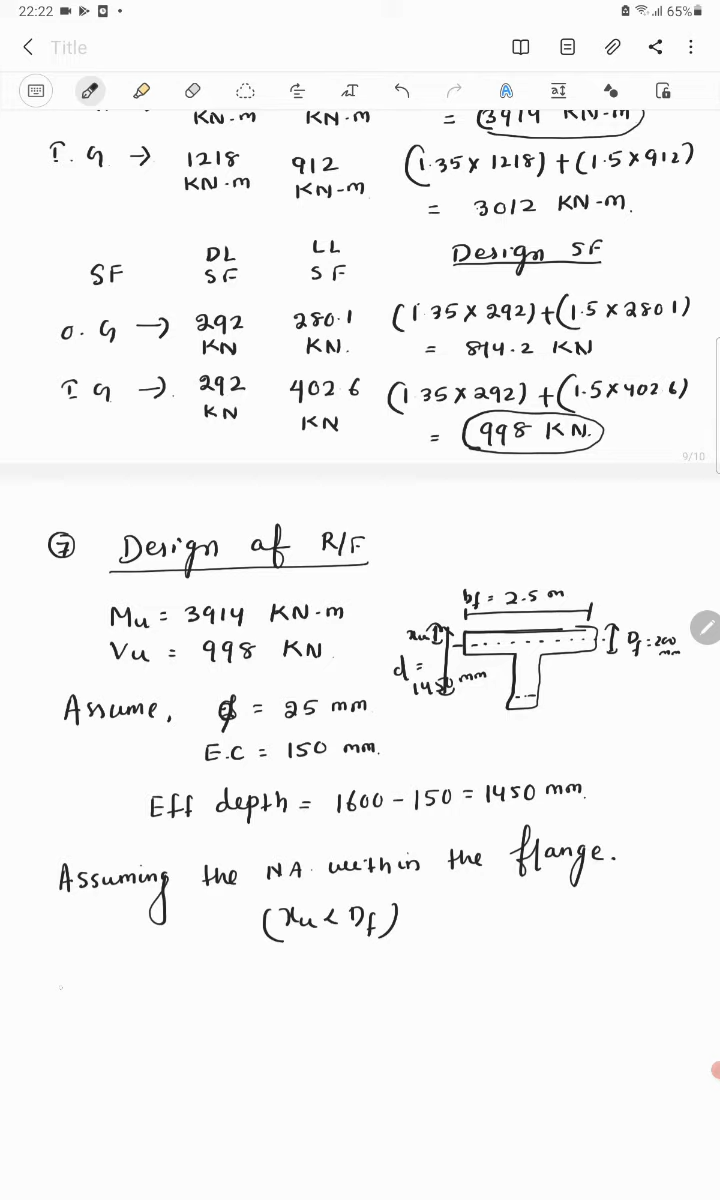 22:22 65%
Title
KN-m KN-m = (3914 KN-m)
I.G → 1218 KN-m 912 KN-m (1.35 x 1218) + (1.5 x 912)
= 3012 KN-m.
SF DL SF LL SF Design SF
O.G → 292 KN 280.1 KN. (1.35 x 292) + (1.5 x 280 1)
= 814.2 KN
I G → 292 KN 402 6 KN (1 35 x 292) + (1.5 x 402 6)
= (998 KN.)
9/10
⑦ Design of R/F
Mu = 3914 KN-m
Vu = 998 KN
bf = 2.5 m
xu
Df = 200 mm
d = 1450 mm
Assume, ϕ = 25 mm
E.C = 150 mm.
Eff depth = 1600 - 150 = 1450 mm.
Assuming the NA. within the flange.
(xu < Df)